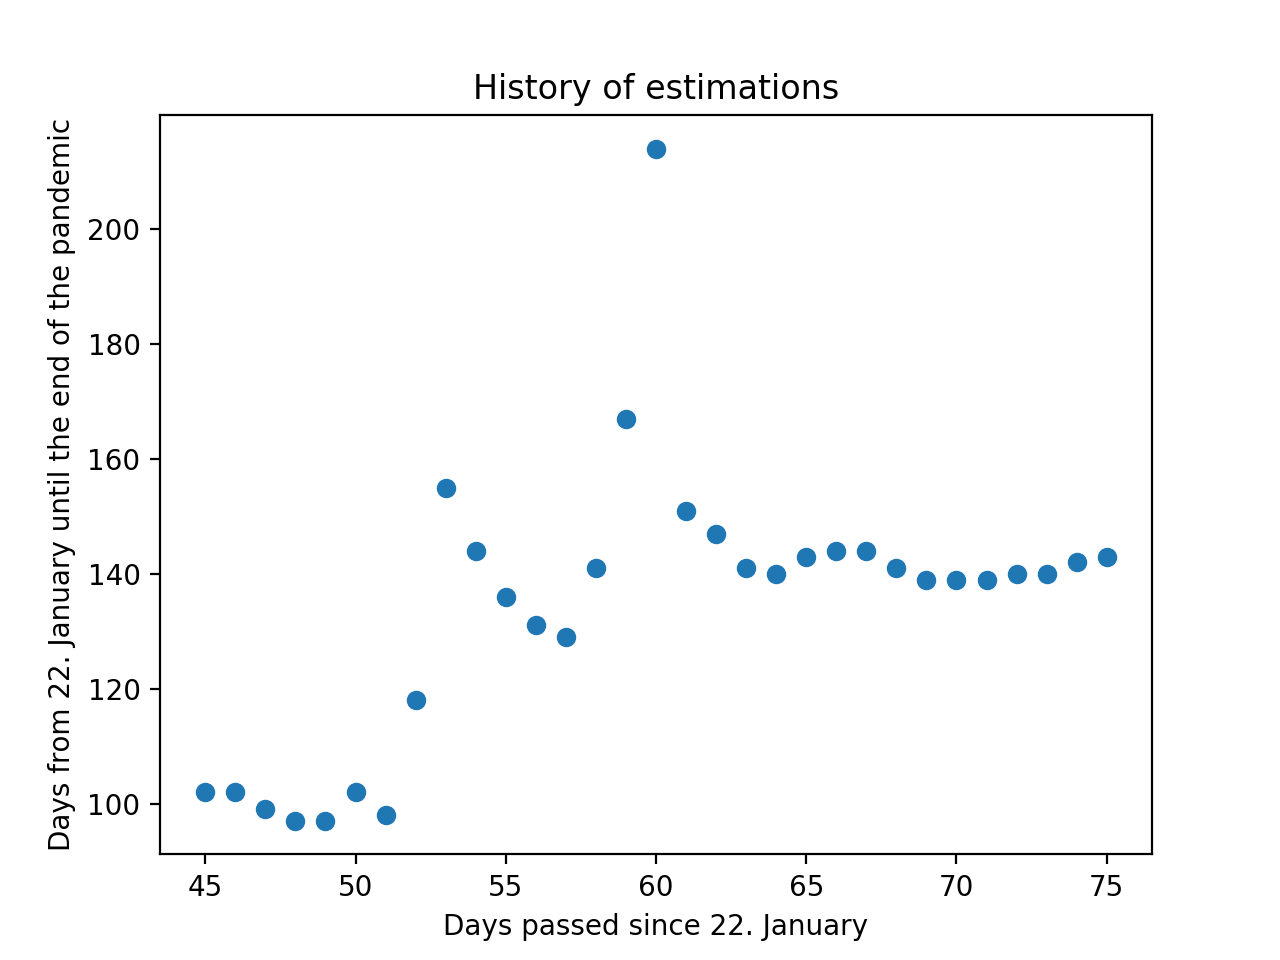 History of estimations
Days from 22. January until the end of the pandemic
200
180
160
140
120
100
45 50 55 60 65 70 75
Days passed since 22. January